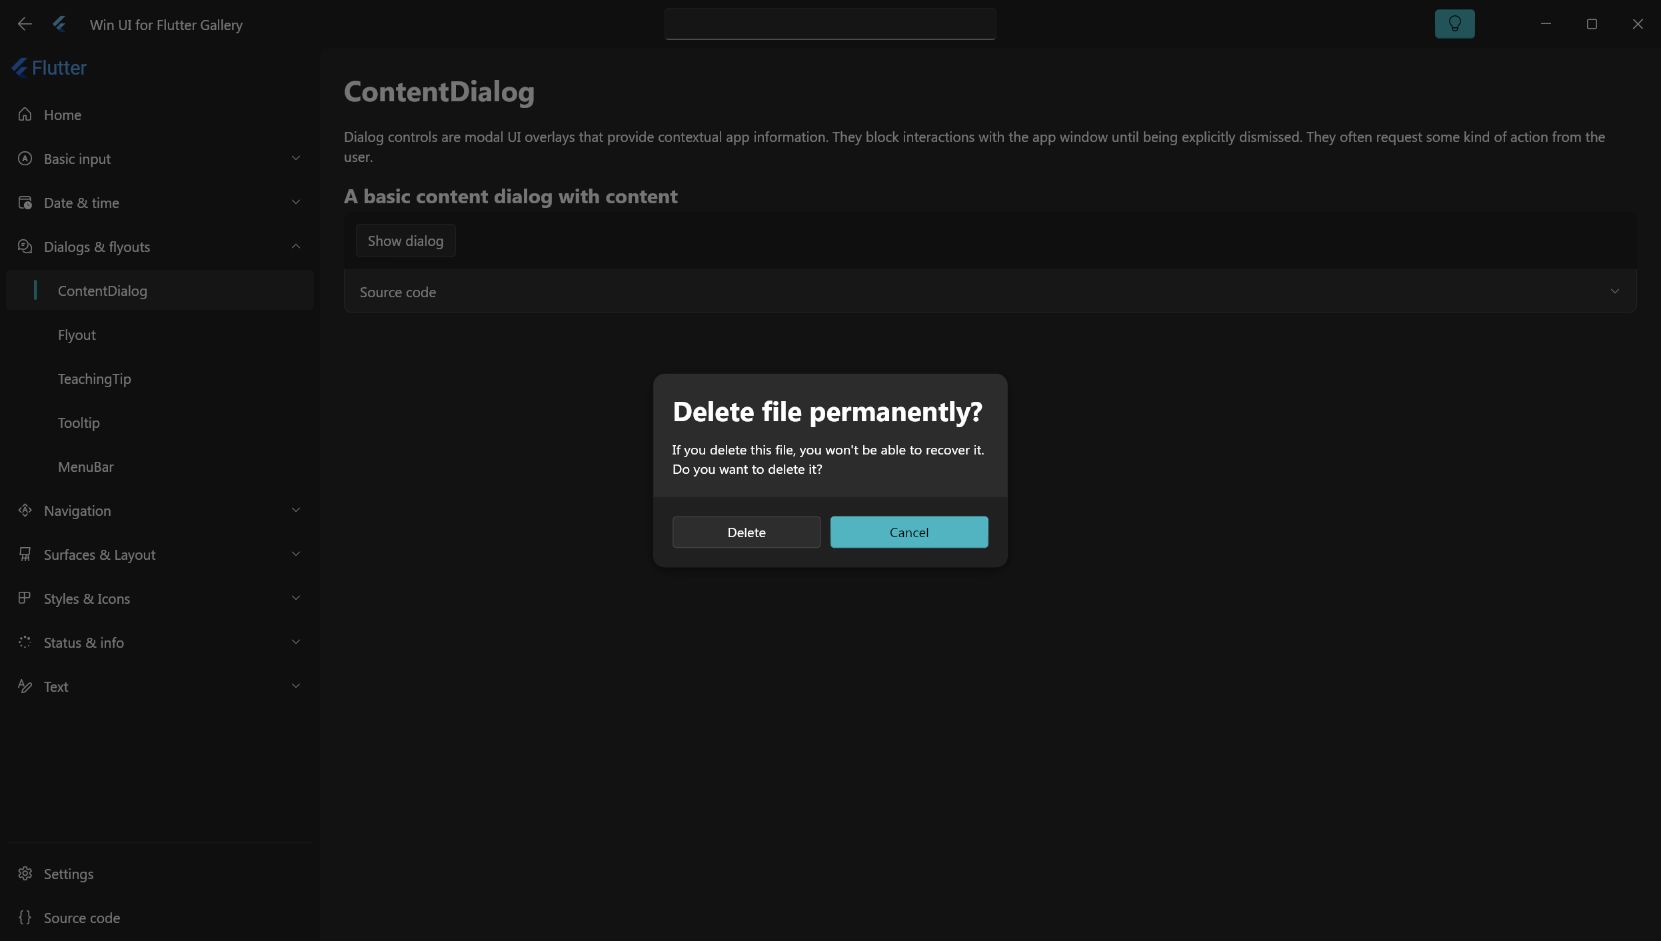 Win UI for Flutter Gallery
Flutter
Home
Basic input
Date & time
Dialogs & flyouts
ContentDialog
Flyout
TeachingTip
Tooltip
MenuBar
Navigation
Surfaces & Layout
Styles & Icons
Status & info
Text
Settings
Source code
ContentDialog
Dialog controls are modal UI overlays that provide contextual app information. They block interactions with the app window until being explicitly dismissed. They often request some kind of action from the
user.
A basic content dialog with content
Show dialog
Source code
Delete file permanently?
If you delete this file, you won't be able to recover it.
Do you want to delete it?
Delete
Cancel